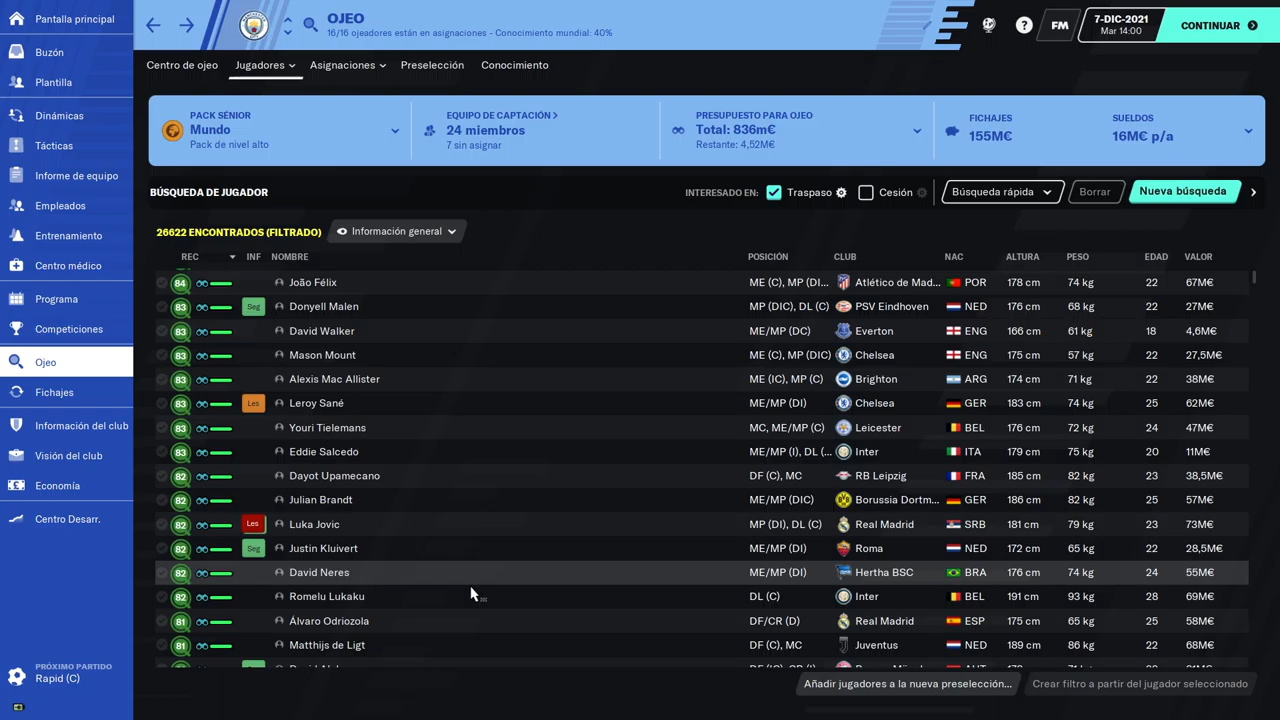 Pantalla principal
Buzón
Plantilla
Dinámicas
Tácticas
Informe de equipo
Empleados
Entrenamiento
Centro médico
Programa
Competiciones
Ojeo
Fichajes
Información del club
Visión del club
Economía
Centro Desarr.
PRÓXIMO PARTIDO
Rapid (C)
OJEO
16/16 ojeadores están en asignaciones - Conocimiento mundial: 40%
FM
7-DIC-2021
Mar 14:00
CONTINUAR
Centro de ojeo Jugadores Asignaciones Preselección Conocimiento
PACK SÉNIOR
Mundo
Pack de nivel alto
EQUIPO DE CAPTACIÓN >
24 miembros
7 sin asignar
PRESUPUESTO PARA OJEO
Total: 836m€
Restante: 4,52M€
FICHAJES
155M€
SUELDOS
16M€ p/a
BÚSQUEDA DE JUGADOR
INTERESADO EN: Traspaso Cesión Búsqueda rápida Borrar Nueva búsqueda
26622 ENCONTRADOS (FILTRADO) Información general
REC INF NOMBRE POSICIÓN CLUB NAC ALTURA PESO EDAD VALOR
84 João Félix ME (C), MP (DI... Atlético de Mad... POR 178 cm 74 kg 22 67M€
83 Seg Donyell Malen MP (DIC), DL (C) PSV Eindhoven NED 176 cm 68 kg 22 27M€
83 David Walker ME/MP (DC) Everton ENG 166 cm 61 kg 18 4,6M€
83 Mason Mount ME (C), MP (DIC) Chelsea ENG 175 cm 57 kg 22 27,5M€
83 Alexis Mac Allister ME (IC), MP (C) Brighton ARG 174 cm 71 kg 22 38M€
83 Les Leroy Sané ME/MP (DI) Chelsea GER 183 cm 74 kg 25 62M€
83 Youri Tielemans MC, ME/MP (C) Leicester BEL 176 cm 72 kg 24 47M€
83 Eddie Salcedo ME/MP (I), DL (... Inter ITA 179 cm 75 kg 20 11M€
82 Dayot Upamecano DF (C), MC RB Leipzig FRA 185 cm 82 kg 23 38,5M€
82 Julian Brandt ME/MP (DIC) Borussia Dortm... GER 186 cm 82 kg 25 57M€
82 Les Luka Jovic MP (DI), DL (C) Real Madrid SRB 181 cm 79 kg 23 73M€
82 Seg Justin Kluivert ME/MP (DI) Roma NED 172 cm 65 kg 22 28,5M€
82 David Neres ME/MP (DI) Hertha BSC BRA 176 cm 74 kg 24 55M€
82 Romelu Lukaku DL (C) Inter BEL 191 cm 93 kg 28 69M€
81 Álvaro Odriozola DF/CR (D) Real Madrid ESP 175 cm 65 kg 25 58M€
81 Matthijs de Ligt DF (C), MC Juventus NED 189 cm 86 kg 22 68M€
Añadir jugadores a la nueva preselección... Crear filtro a partir del jugador seleccionado